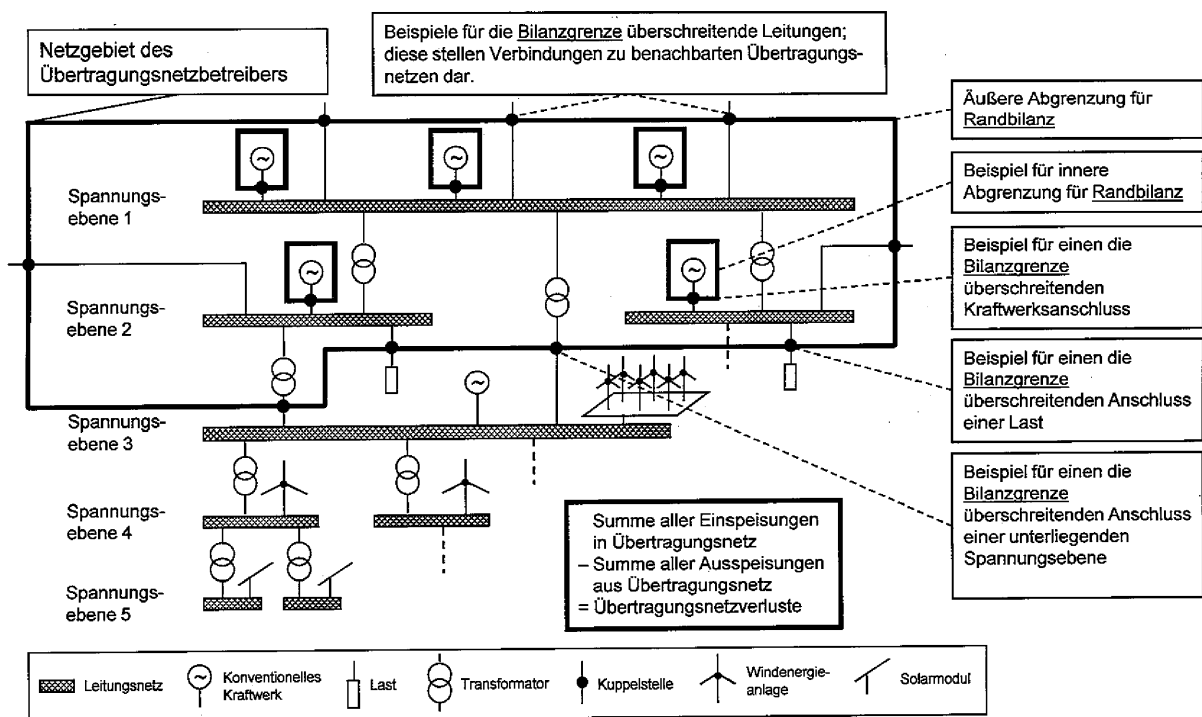 Netzgebiet des
Übertragungsnetzbetreibers
Beispiele für die Bilanzgrenze überschreitende Leitungen;
diese stellen Verbindungen zu benachbarten Übertragungs-
netzen dar.
Äußere Abgrenzung für
Randbilanz
Beispiel für innere
Abgrenzung für Randbilanz
Beispiel für einen die
Bilanzgrenze
überschreitenden
Kraftwerksanschluss
Beispiel für einen die
Bilanzgrenze
überschreitenden Anschluss
einer Last
Beispiel für einen die
Bilanzgrenze
überschreitenden Anschluss
einer unterliegenden
Spannungsebene
Spannungs-
ebene 1
Spannungs-
ebene 2
Spannungs-
ebene 3
Spannungs-
ebene 4
Spannungs-
ebene 5
Summe aller Einspeisungen
in Übertragungsnetz
– Summe aller Ausspeisungen
aus Übertragungsnetz
= Übertragungsnetzverluste
Leitungsnetz
Konventionelles
Kraftwerk
Last
Transformator
Kuppelstelle
Windenergie-
anlage
Solarmodul